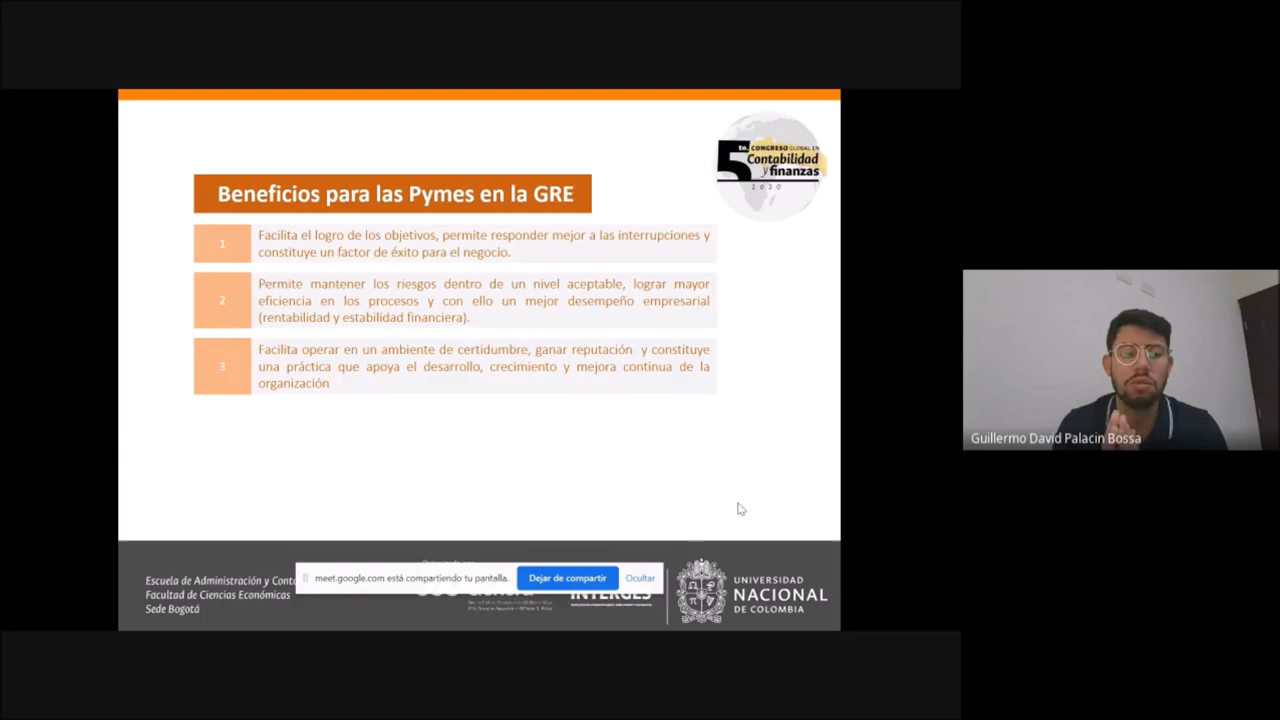 5to. CONGRESO GLOBAL EN
Contabilidad
y finanzas
2020
Beneficios para las Pymes en la GRE
1
Facilita el logro de los objetivos, permite responder mejor a las interrupciones y
constituye un factor de éxito para el negocio.
2
Permite mantener los riesgos dentro de un nivel aceptable, lograr mayor
eficiencia en los procesos y con ello un mejor desempeño empresarial
(rentabilidad y estabilidad financiera).
3
Facilita operar en un ambiente de certidumbre, ganar reputación y constituye
una práctica que apoya el desarrollo, crecimiento y mejora continua de la
organización
Guillermo David Palacin Bossa
Escuela de Administración y Conta
Facultad de Ciencias Económicas
Sede Bogotá
meet.google.com está compartiendo tu pantalla.
Dejar de compartir
Ocultar
INTERGES
UNIVERSIDAD
NACIONAL
DE COLOMBIA